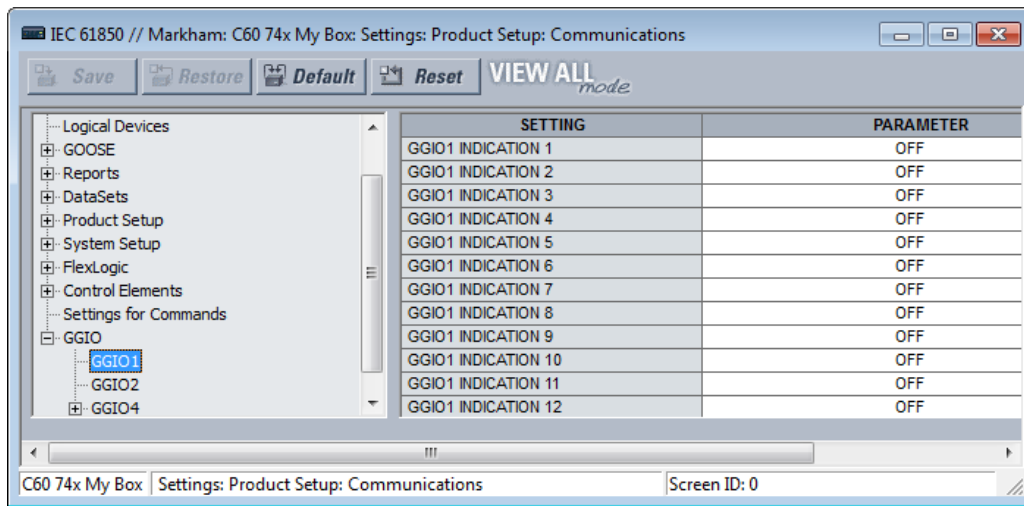 IEC 61850 // Markham: C60 74x My Box: Settings: Product Setup: Communications
Save Restore Default Reset VIEW ALL mode
Logical Devices
GOOSE
Reports
DataSets
Product Setup
System Setup
FlexLogic
Control Elements
Settings for Commands
GGIO
GGIO1
GGIO2
GGIO4
SETTING PARAMETER
GGIO1 INDICATION 1 OFF
GGIO1 INDICATION 2 OFF
GGIO1 INDICATION 3 OFF
GGIO1 INDICATION 4 OFF
GGIO1 INDICATION 5 OFF
GGIO1 INDICATION 6 OFF
GGIO1 INDICATION 7 OFF
GGIO1 INDICATION 8 OFF
GGIO1 INDICATION 9 OFF
GGIO1 INDICATION 10 OFF
GGIO1 INDICATION 11 OFF
GGIO1 INDICATION 12 OFF
C60 74x My Box Settings: Product Setup: Communications Screen ID: 0